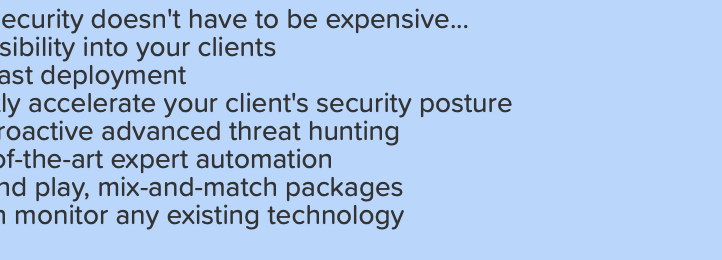 ecurity doesn't have to be expensive...
sibility into your clients
ast deployment
ly accelerate your client's security posture
roactive advanced threat hunting
of-the-art expert automation
nd play, mix-and-match packages
monitor any existing technology